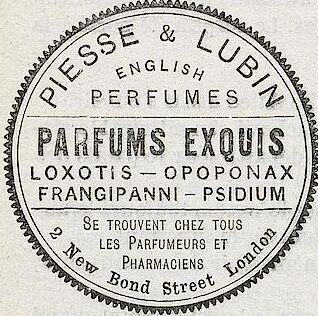 PIESSE & LUBIN
ENGLISH
PERFUMES
PARFUMS EXQUIS
LOXOTIS — OPOPONAX
FRANGIPANNI — PSIDIUM
SE TROUVENT CHEZ TOUS
LES PARFUMEURS ET
PHARMACIENS
2 New Bond Street London